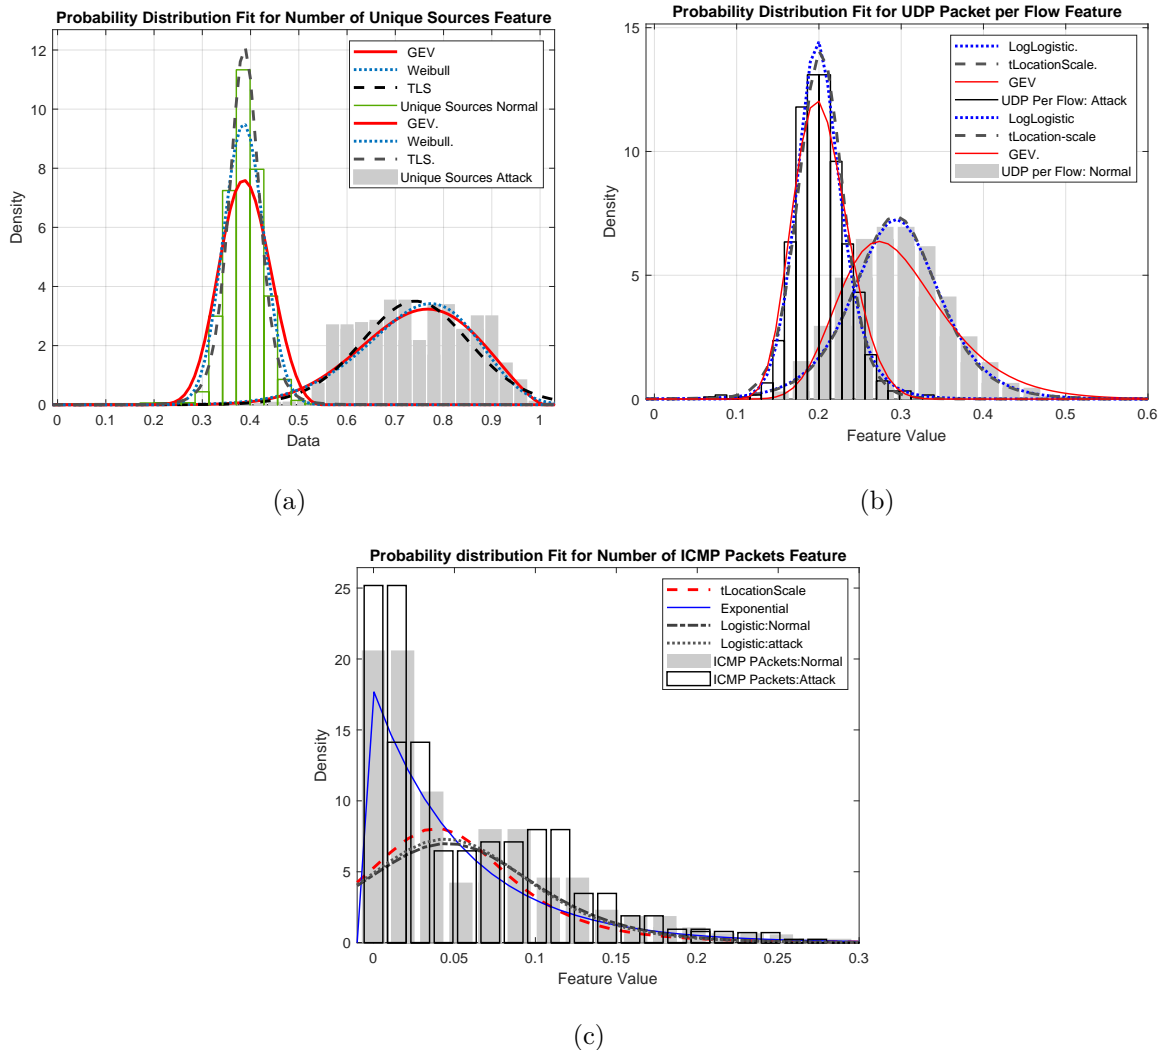 Probability Distribution Fit for Number of Unique Sources Feature
12
10
8
6
4
2
0
Density
GEV
Weibull
TLS
Unique Sources Normal
GEV.
Weibull.
TLS.
Unique Sources Attack
0 0.1 0.2 0.3 0.4 0.5 0.6 0.7 0.8 0.9 1
Data
(a)
Probability Distribution Fit for UDP Packet per Flow Feature
15
10
5
0
Density
LogLogistic.
tLocationScale.
GEV
UDP Per Flow: Attack
LogLogistic
tLocation-scale
GEV.
UDP per Flow: Normal
0 0.1 0.2 0.3 0.4 0.5 0.6
Feature Value
(b)
Probability distribution Fit for Number of ICMP Packets Feature
25
20
15
10
5
0
Density
tLocationScale
Exponential
Logistic:Normal
Logistic:attack
ICMP PAckets:Normal
ICMP Packets:Attack
0 0.05 0.1 0.15 0.2 0.25 0.3
Feature Value
(c)